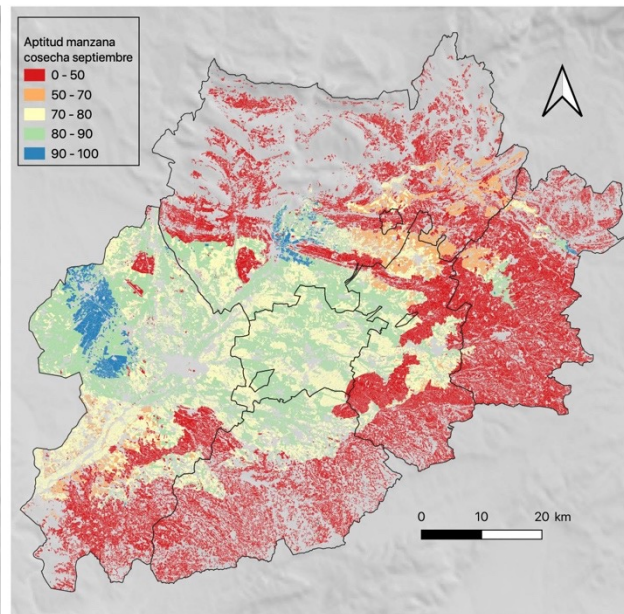 Aptitud manzana
cosecha septiembre
0 - 50
50 - 70
70 - 80
80 - 90
90 - 100
0 10 20 km